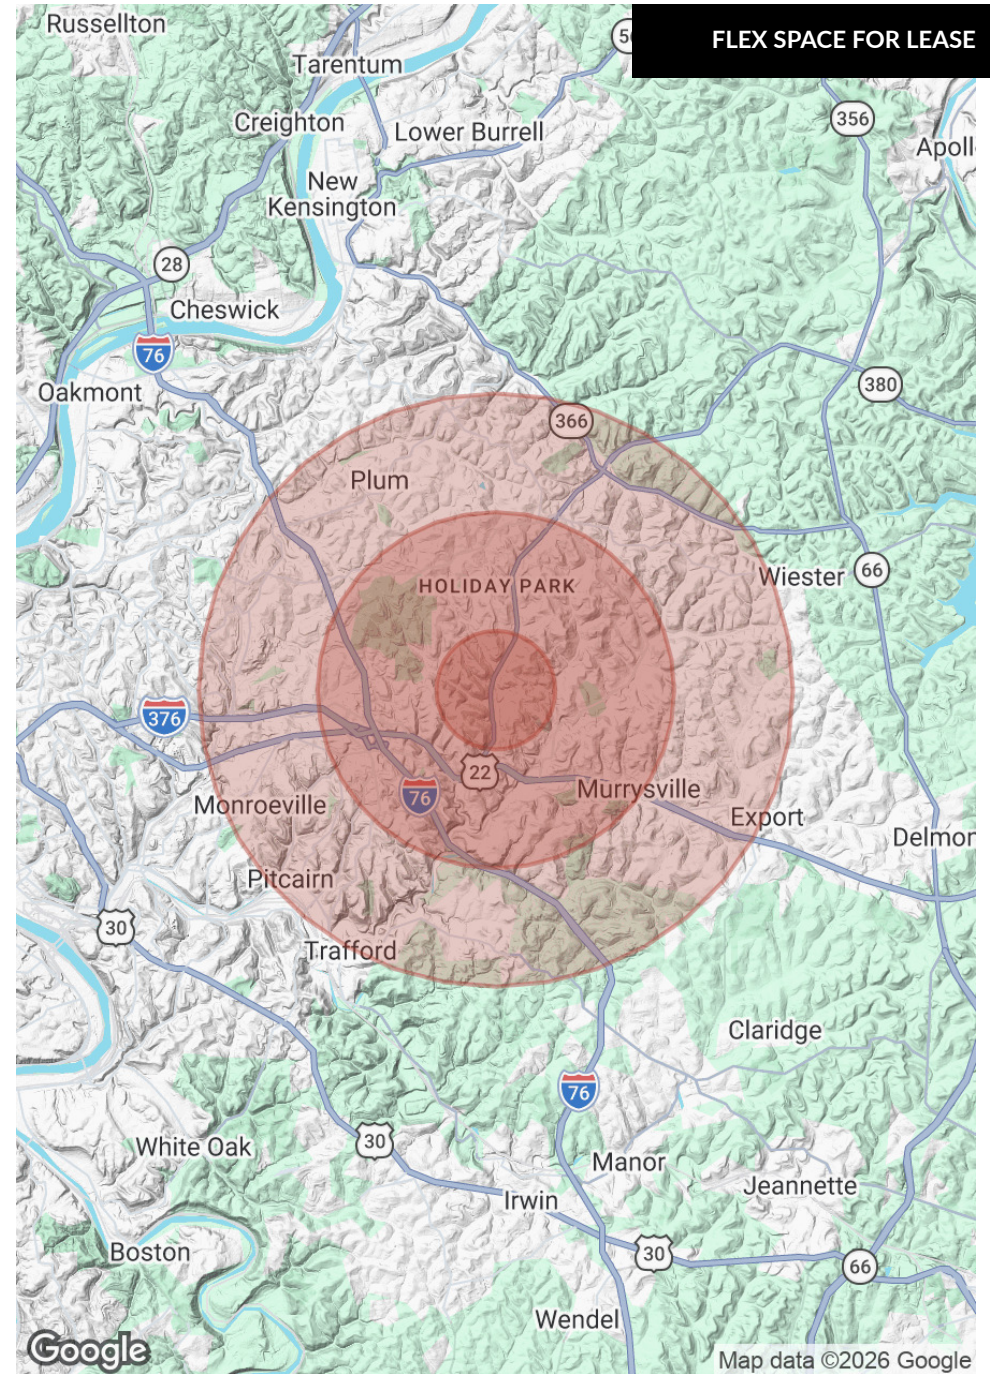 FLEX SPACE FOR LEASE
Russellton
Tarentum
356
Creighton
Lower Burrell
New
Kensington
28
Cheswick
76
Oakmont
380
366
Plum
HOLIDAY PARK
Wiester
66
376
22
76
Murrysville
Monroeville
Export
Pitcairn
30
Trafford
Claridge
76
30
White Oak
Manor
Jeannette
Irwin
Boston
30
66
Wendel
Google
Map data ©2026 Google